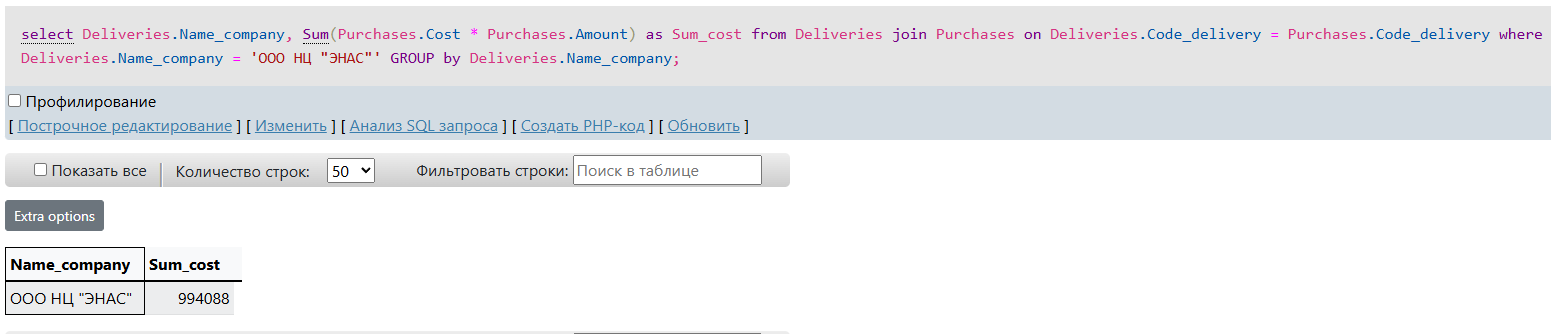 select Deliveries.Name_company, Sum(Purchases.Cost * Purchases.Amount) as Sum_cost from Deliveries join Purchases on Deliveries.Code_delivery = Purchases.Code_delivery where
Deliveries.Name_company = 'ООО НЦ "ЭНАС"' GROUP by Deliveries.Name_company;
Профилирование
[ Построчное редактирование ] [ Изменить ] [ Анализ SQL запроса ] [ Создать PHP-код ] [ Обновить ]
Показать все Количество строк: 50 Фильтровать строки: Поиск в таблице
Extra options
Name_company Sum_cost
ООО НЦ "ЭНАС" 994088